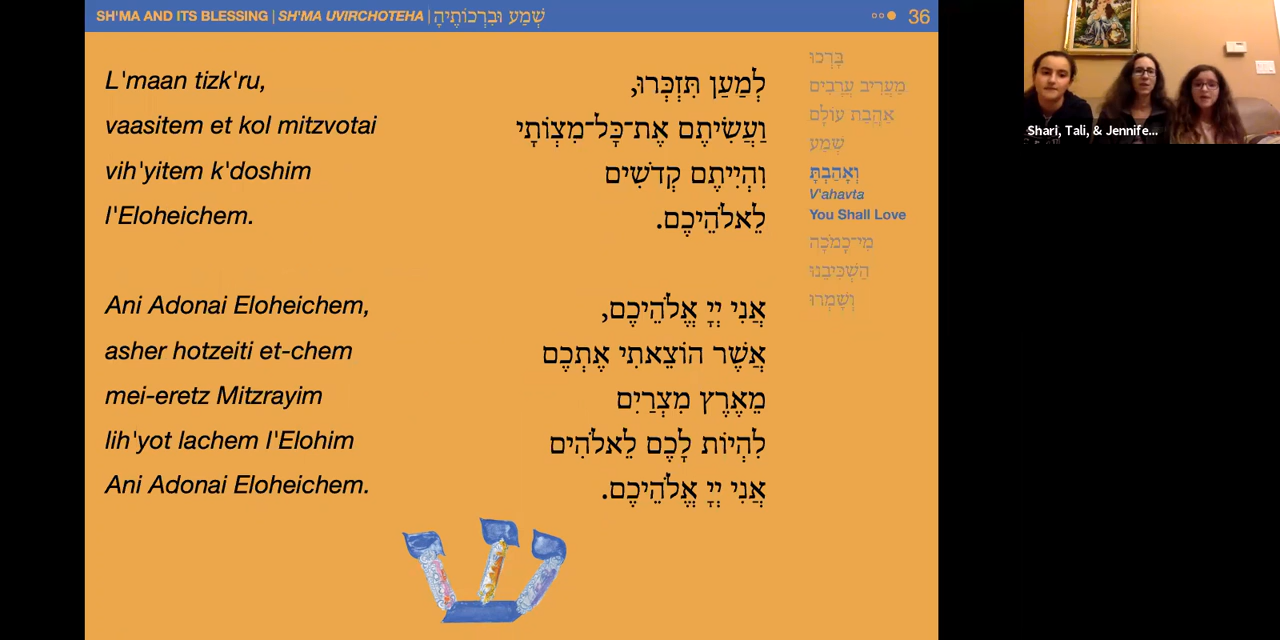 SH'MA AND ITS BLESSING | SH'MA UVIRCHOTEHA | שְׁמַע וּבִרְכוֹתֶיהָ
36
L'maan tizk'ru,
vaasitem et kol mitzvotai
vih'yitem k'doshim
l'Eloheichem.
Ani Adonai Eloheichem,
asher hotzeiti et-chem
mei-eretz Mitzrayim
lih'yot lachem l'Elohim
Ani Adonai Eloheichem.
לְמַעַן תִּזְכְּרוּ,
וַעֲשִׂיתֶם אֶת־כׇּל־מִצְוֹתָי
וִהְיִיתֶם קְדֹשִׁים
לֵאלֹהֵיכֶם.
אֲנִי יְיָ אֱלֹהֵיכֶם,
אֲשֶׁר הוֹצֵאתִי אֶתְכֶם
מֵאֶרֶץ מִצְרַיִם
לִהְיוֹת לָכֶם לֵאלֹהִים
אֲנִי יְיָ אֱלֹהֵיכֶם.
ש
בָּרְכוּ
מַעֲרִיב עֲרָבִים
אַהֲבַת עוֹלָם
שְׁמַע
וְאָהַבְתָּ
V'ahavta
You Shall Love
מִי־כָמֹכָה
הַשְׁכִּיבֵנוּ
וְשָׁמְרוּ
Shari, Tali, & Jennife...